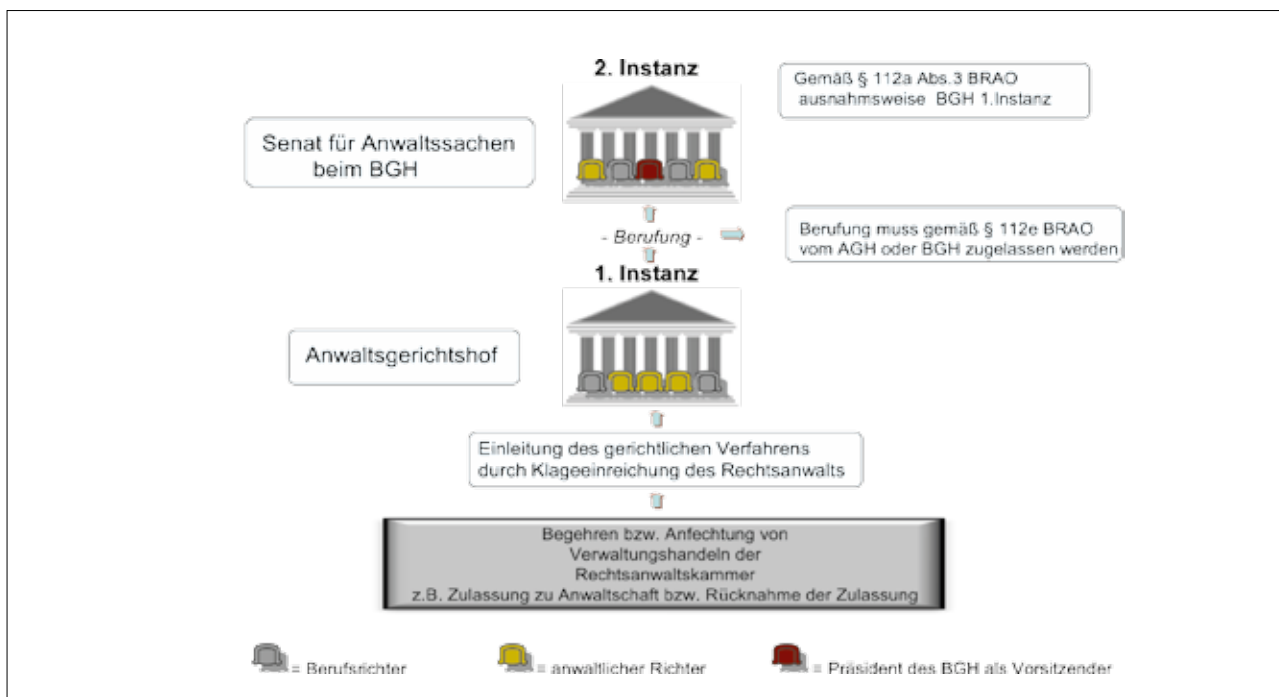 2. Instanz
Gemäß § 112a Abs.3 BRAO
ausnahmsweise BGH 1.Instanz
Senat für Anwaltssachen
beim BGH
- Berufung -
Berufung muss gemäß § 112e BRAO
vom AGH oder BGH zugelassen werden
1. Instanz
Anwaltsgerichtshof
Einleitung des gerichtlichen Verfahrens
durch Klageeinreichung des Rechtsanwalts
Begehren bzw. Anfechtung von
Verwaltungshandeln der
Rechtsanwaltskammer
z.B. Zulassung zu Anwaltschaft bzw. Rücknahme der Zulassung
= Berufsrichter
= anwaltlicher Richter
= Präsident des BGH als Vorsitzender